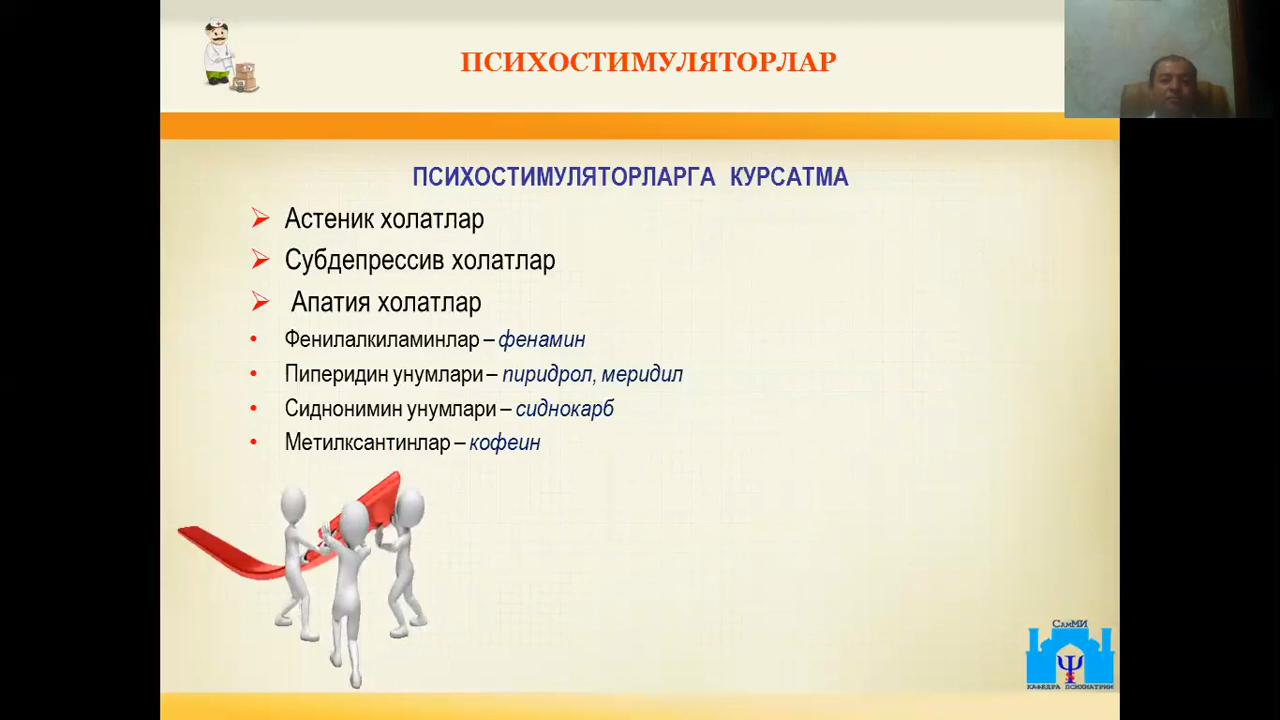 ПСИХОСТИМУЛЯТОРЛАР
ПСИХОСТИМУЛЯТОРЛАРГА КУРСАТМА
➢ Астеник холатлар
➢ Субдепрессив холатлар
➢ Апатия холатлар
• Фенилалкиламинлар – фенамин
• Пиперидин унумлари – пиридрол, меридил
• Сиднонимин унумлари – сиднокарб
• Метилксантинлар – кофеин
СамМИ
Ψ
КАФЕДРА ПСИХИАТРИИ